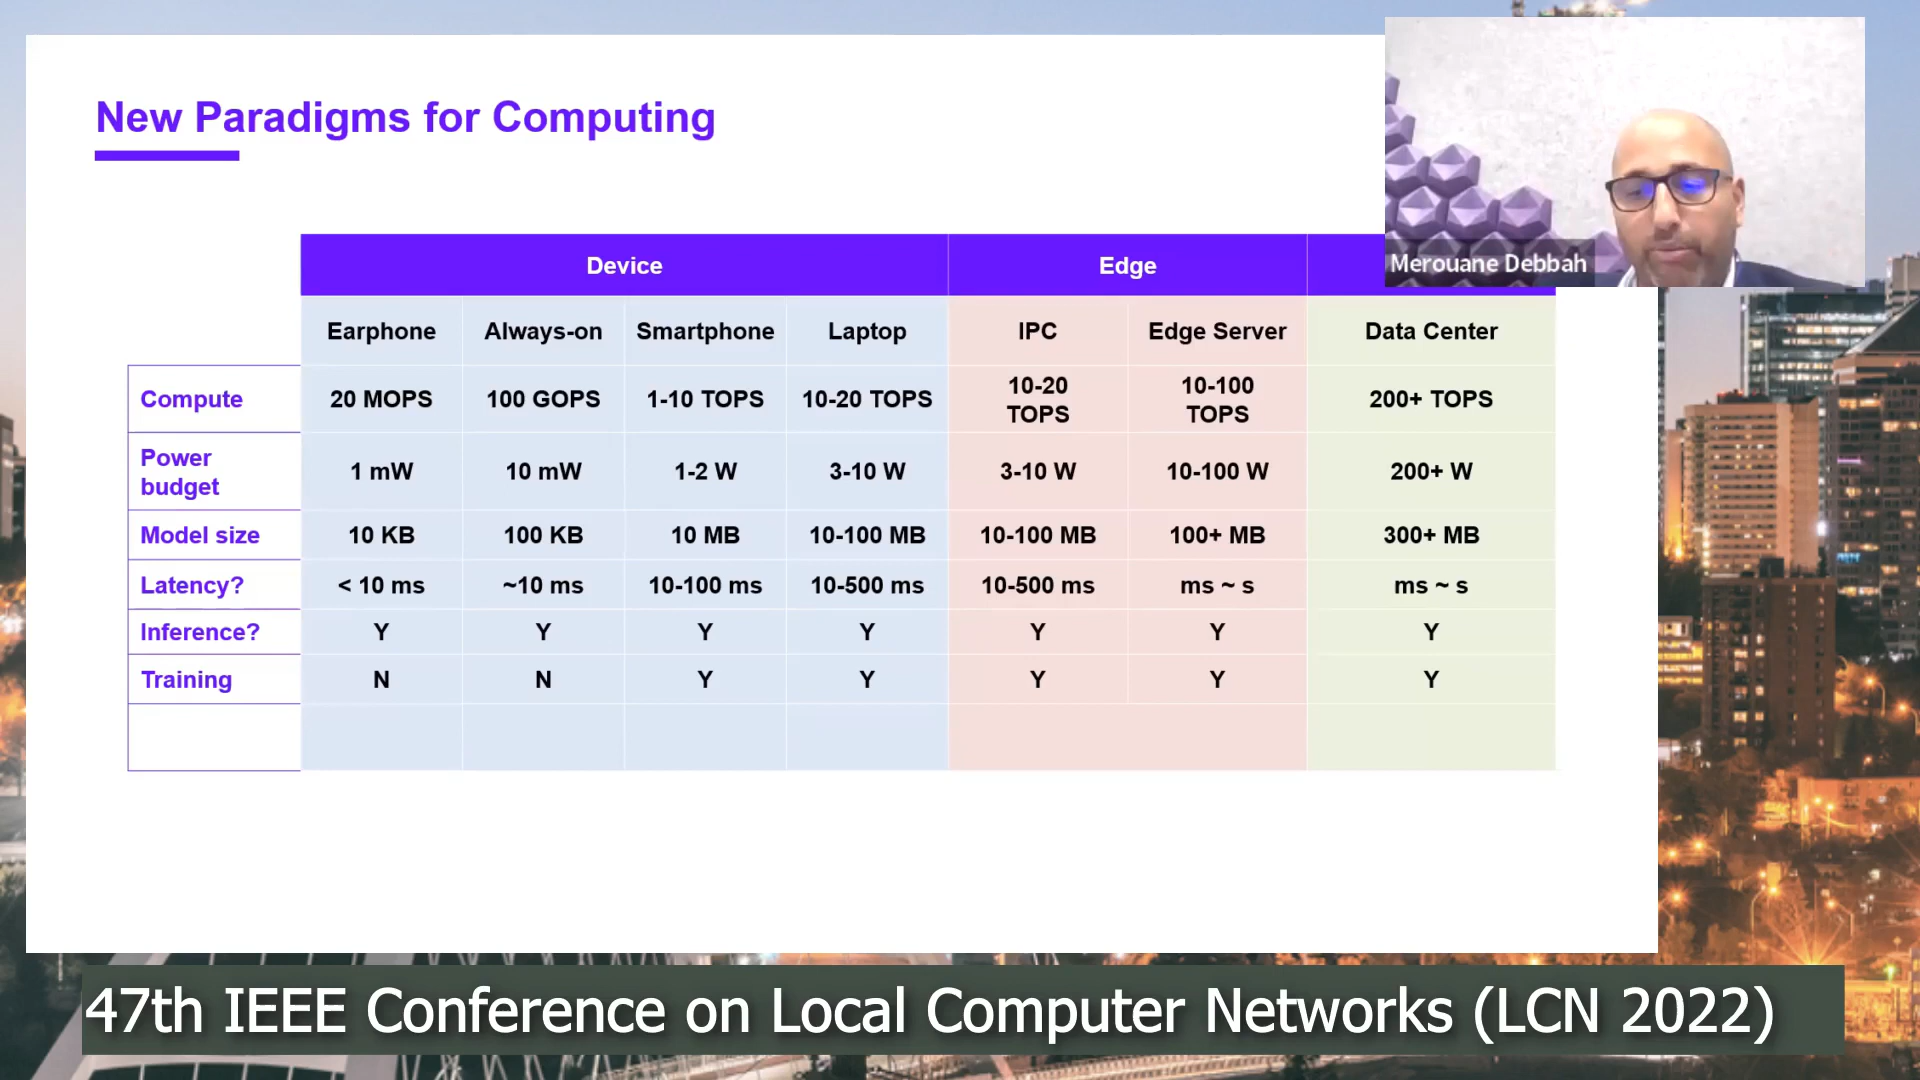 New Paradigms for Computing
Merouane Debbah
Device Edge
Earphone Always-on Smartphone Laptop IPC Edge Server Data Center
Compute 20 MOPS 100 GOPS 1-10 TOPS 10-20 TOPS 10-20 TOPS 10-100 TOPS 200+ TOPS
Power budget 1 mW 10 mW 1-2 W 3-10 W 3-10 W 10-100 W 200+ W
Model size 10 KB 100 KB 10 MB 10-100 MB 10-100 MB 100+ MB 300+ MB
Latency? < 10 ms ~10 ms 10-100 ms 10-500 ms 10-500 ms ms ~ s ms ~ s
Inference? Y Y Y Y Y Y Y
Training N N Y Y Y Y Y
47th IEEE Conference on Local Computer Networks (LCN 2022)